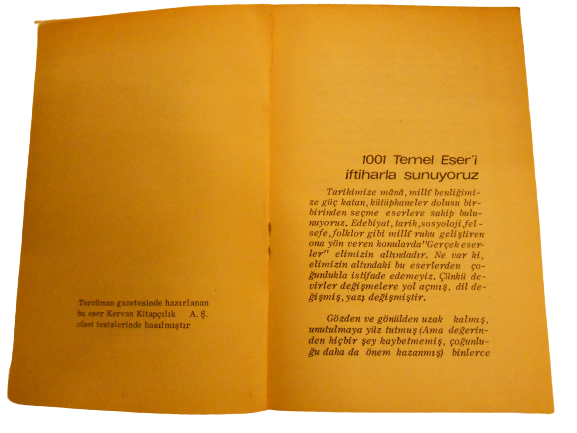 Tercüman gazetesinde hazırlanan
bu eser Kervan Kitapçılık A. Ş.
ofset tesislerinde basılmıştır
1001 Temel Eser'i
iftiharla sunuyoruz
Tarihimize mânâ, millî benliğimi-
ze güç katan, kütüphaneler dolusu bir-
birinden seçme eserlere sahip bulu-
nuyoruz. Edebiyat, tarih, sosyoloji, fel-
sefe, folklor gibi millî ruhu geliştiren
ona yön veren konularda "Gerçek eser-
ler" elimizin altındadır. Ne var ki,
elimizin altındaki bu eserlerden ço-
ğunlukla istifade edemeyiz. Çünkü de-
virler değişmelere yol açmış, dil de-
ğişmiş, yazı değişmiştir.
Gözden ve gönülden uzak kalmış,
unutulmaya yüz tutmuş (Ama değerin-
den hiçbir şey kaybetmemiş, çoğunlu-
ğu daha da önem kazanmış) binlerce